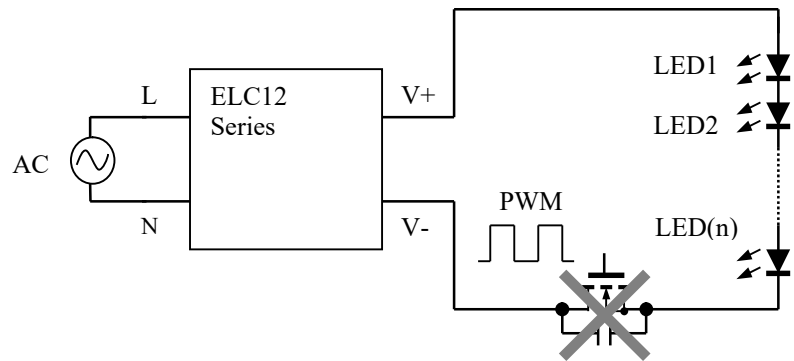 LED1
L
ELC12
Series
V+
LED2
AC
PWM
N
V-
LED(n)